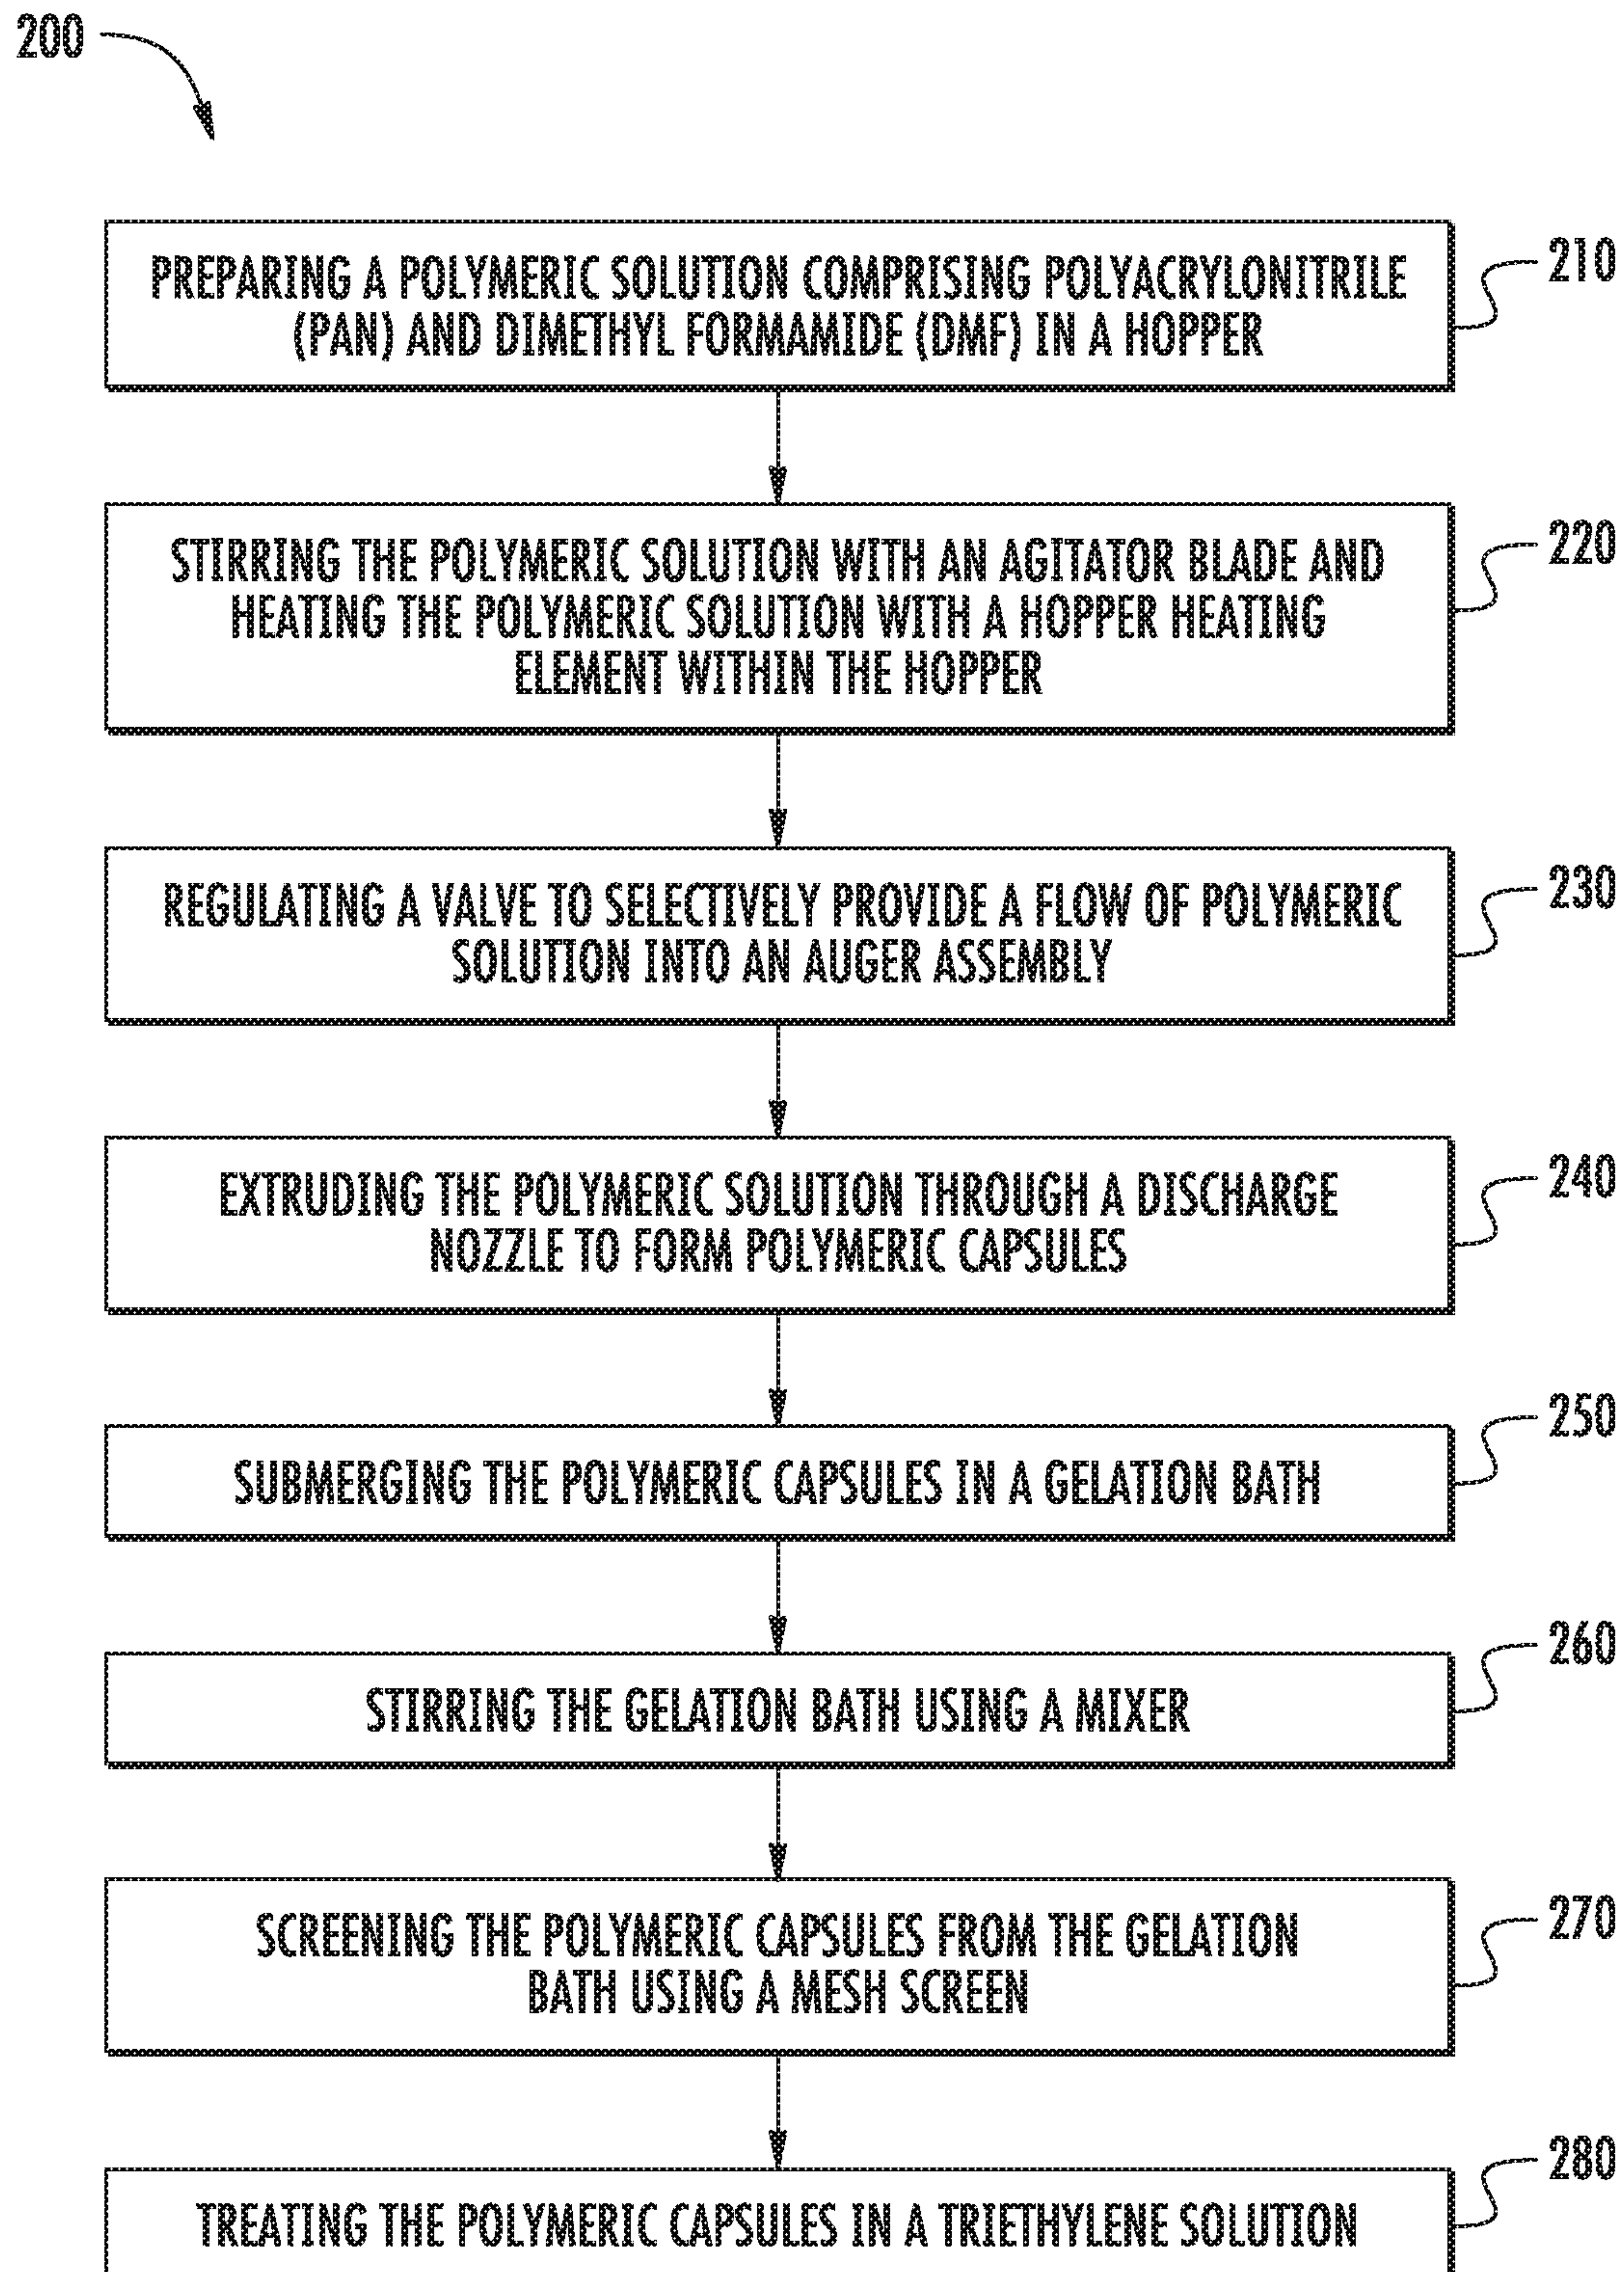 200
PREPARING A POLYMERIC SOLUTION COMPRISING POLYACRYLONITRILE
(PAN) AND DIMETHYL FORMAMIDE (DMF) IN A HOPPER
210
STIRRING THE POLYMERIC SOLUTION WITH AN AGITATOR BLADE AND
HEATING THE POLYMERIC SOLUTION WITH A HOPPER HEATING
ELEMENT WITHIN THE HOPPER
220
REGULATING A VALVE TO SELECTIVELY PROVIDE A FLOW OF POLYMERIC
SOLUTION INTO AN AUGER ASSEMBLY
230
EXTRUDING THE POLYMERIC SOLUTION THROUGH A DISCHARGE
NOZZLE TO FORM POLYMERIC CAPSULES
240
SUBMERGING THE POLYMERIC CAPSULES IN A GELATION BATH
250
STIRRING THE GELATION BATH USING A MIXER
260
SCREENING THE POLYMERIC CAPSULES FROM THE GELATION
BATH USING A MESH SCREEN
270
TREATING THE POLYMERIC CAPSULES IN A TRIETHYLENE SOLUTION
280